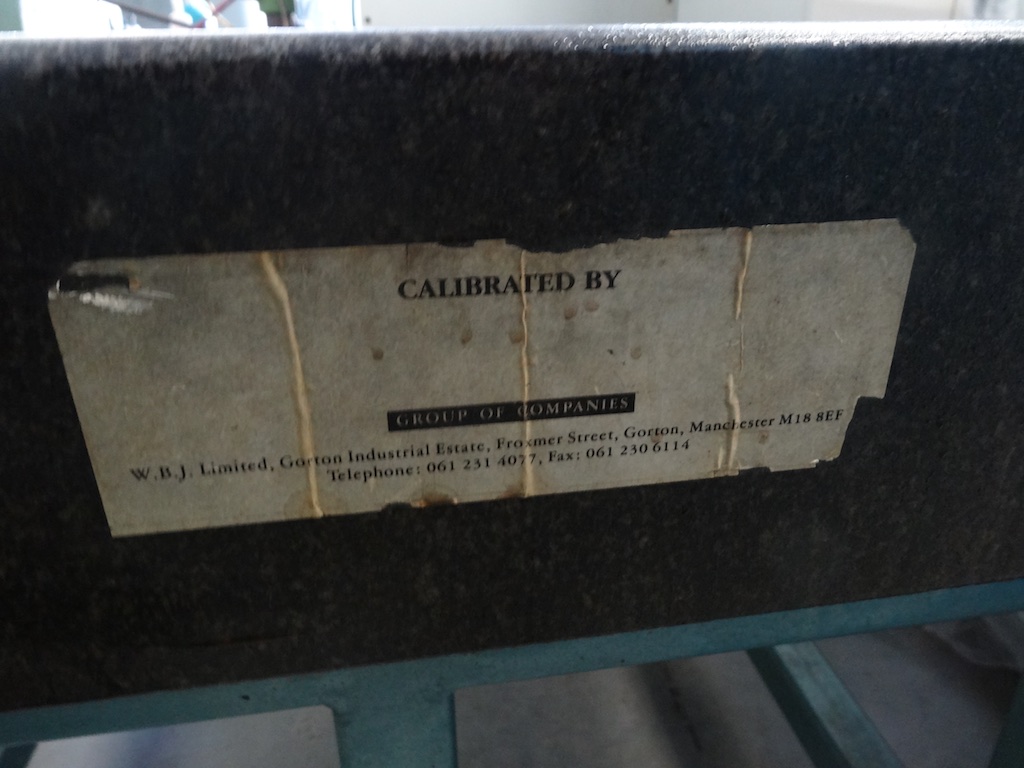 CALIBRATED BY
GROUP OF COMPANIES
W.B.J. Limited, Gorton Industrial Estate, Froxmer Street, Gorton, Manchester M18 8EF
Telephone: 061 231 4077, Fax: 061 230 6114